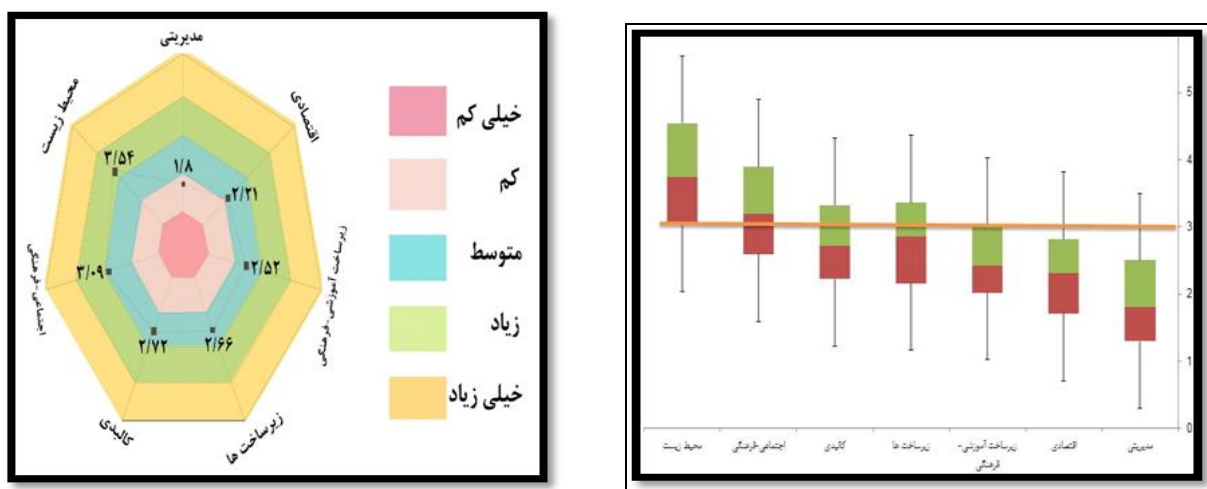 مدیریتی
اقتصادی
زیرساخت آموزشی-فرهنگی
زیرساخت ها
کالبدی
اجتماعی-فرهنگی
محیط زیست
۱/۸
۲/۲۱
۲/۵۲
۲/۶۶
۲/۷۲
۳/۰۹
۳/۵۴
خیلی کم
کم
متوسط
زیاد
خیلی زیاد
5
4
3
2
1
0
مدیریتی
اقتصادی
زیرساخت آموزشی-
فرهنگی
زیرساخت ها
کالبدی
اجتماعی-فرهنگی
محیط زیست